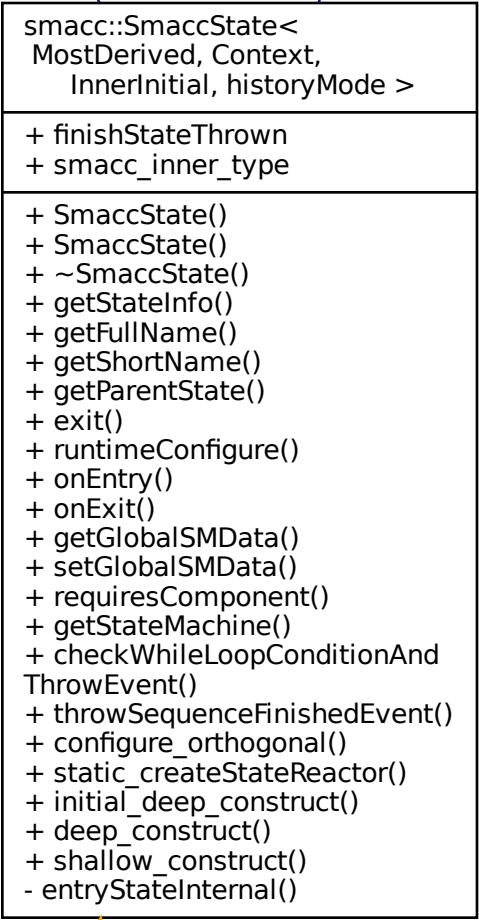 smacc::SmaccState<
MostDerived, Context,
InnerInitial, historyMode >
+ finishStateThrown
+ smacc_inner_type
+ SmaccState()
+ SmaccState()
+ ~SmaccState()
+ getStateInfo()
+ getFullName()
+ getShortName()
+ getParentState()
+ exit()
+ runtimeConfigure()
+ onEntry()
+ onExit()
+ getGlobalSMData()
+ setGlobalSMData()
+ requiresComponent()
+ getStateMachine()
+ checkWhileLoopConditionAnd
ThrowEvent()
+ throwSequenceFinishedEvent()
+ configure_orthogonal()
+ static_createStateReactor()
+ initial_deep_construct()
+ deep_construct()
+ shallow_construct()
- entryStateInternal()